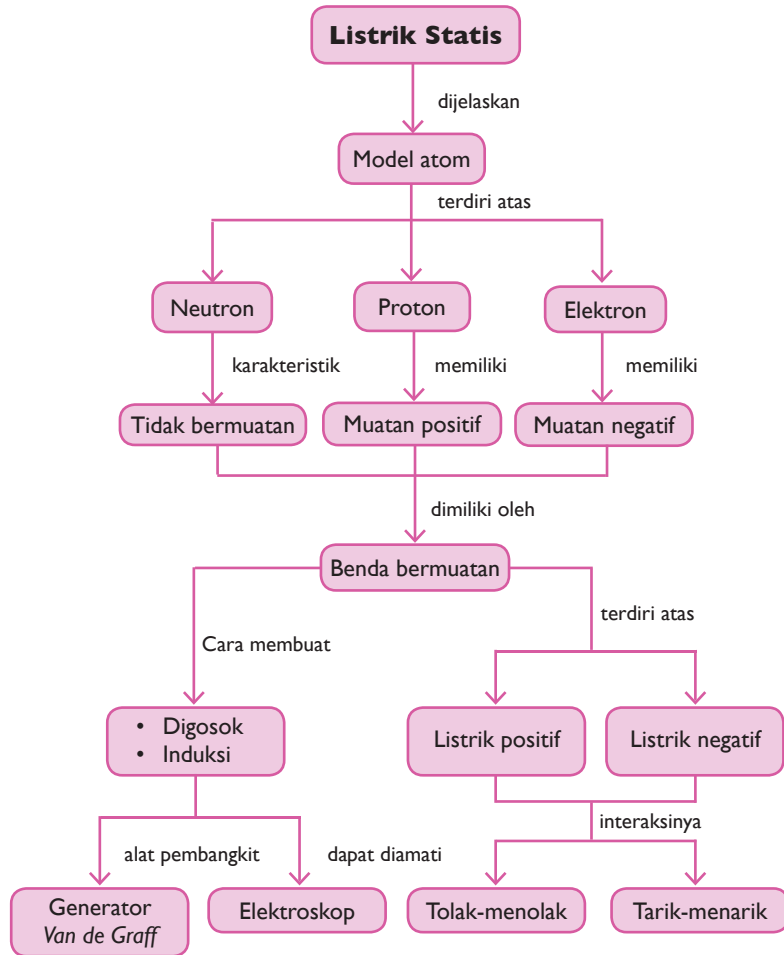 Listrik Statis
dijelaskan
Model atom
terdiri atas
Neutron
Proton
Elektron
karakteristik
memiliki
memiliki
Tidak bermuatan
Muatan positif
Muatan negatif
dimiliki oleh
Benda bermuatan
terdiri atas
Cara membuat
• Digosok
• Induksi
Listrik positif
Listrik negatif
interaksinya
alat pembangkit
dapat diamati
Generator
Van de Graff
Elektroskop
Tolak-menolak
Tarik-menarik